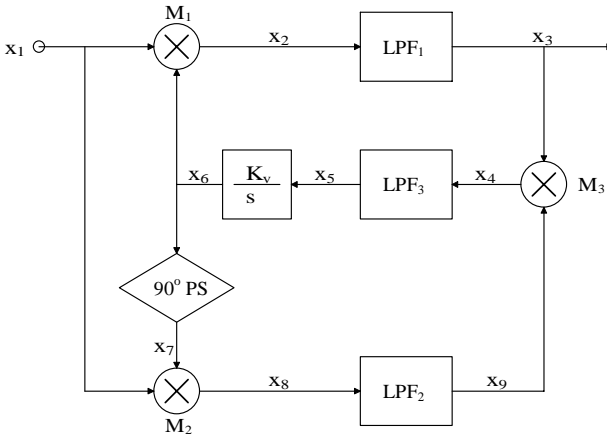 M₁
x₁
x₂
LPF₁
x₃
x₆
Kᵥ
s
x₅
LPF₃
x₄
M₃
90° PS
x₇
x₈
LPF₂
x₉
M₂